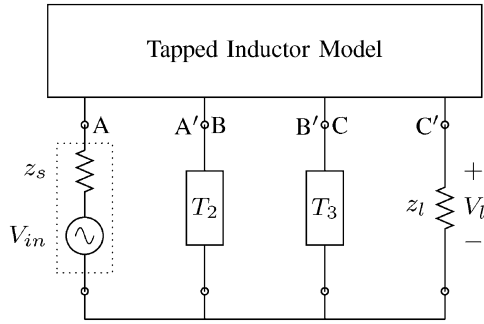 Tapped Inductor Model
A A′ B B′ C C′
z_s T_2 T_3 z_l + V_l −
V_in